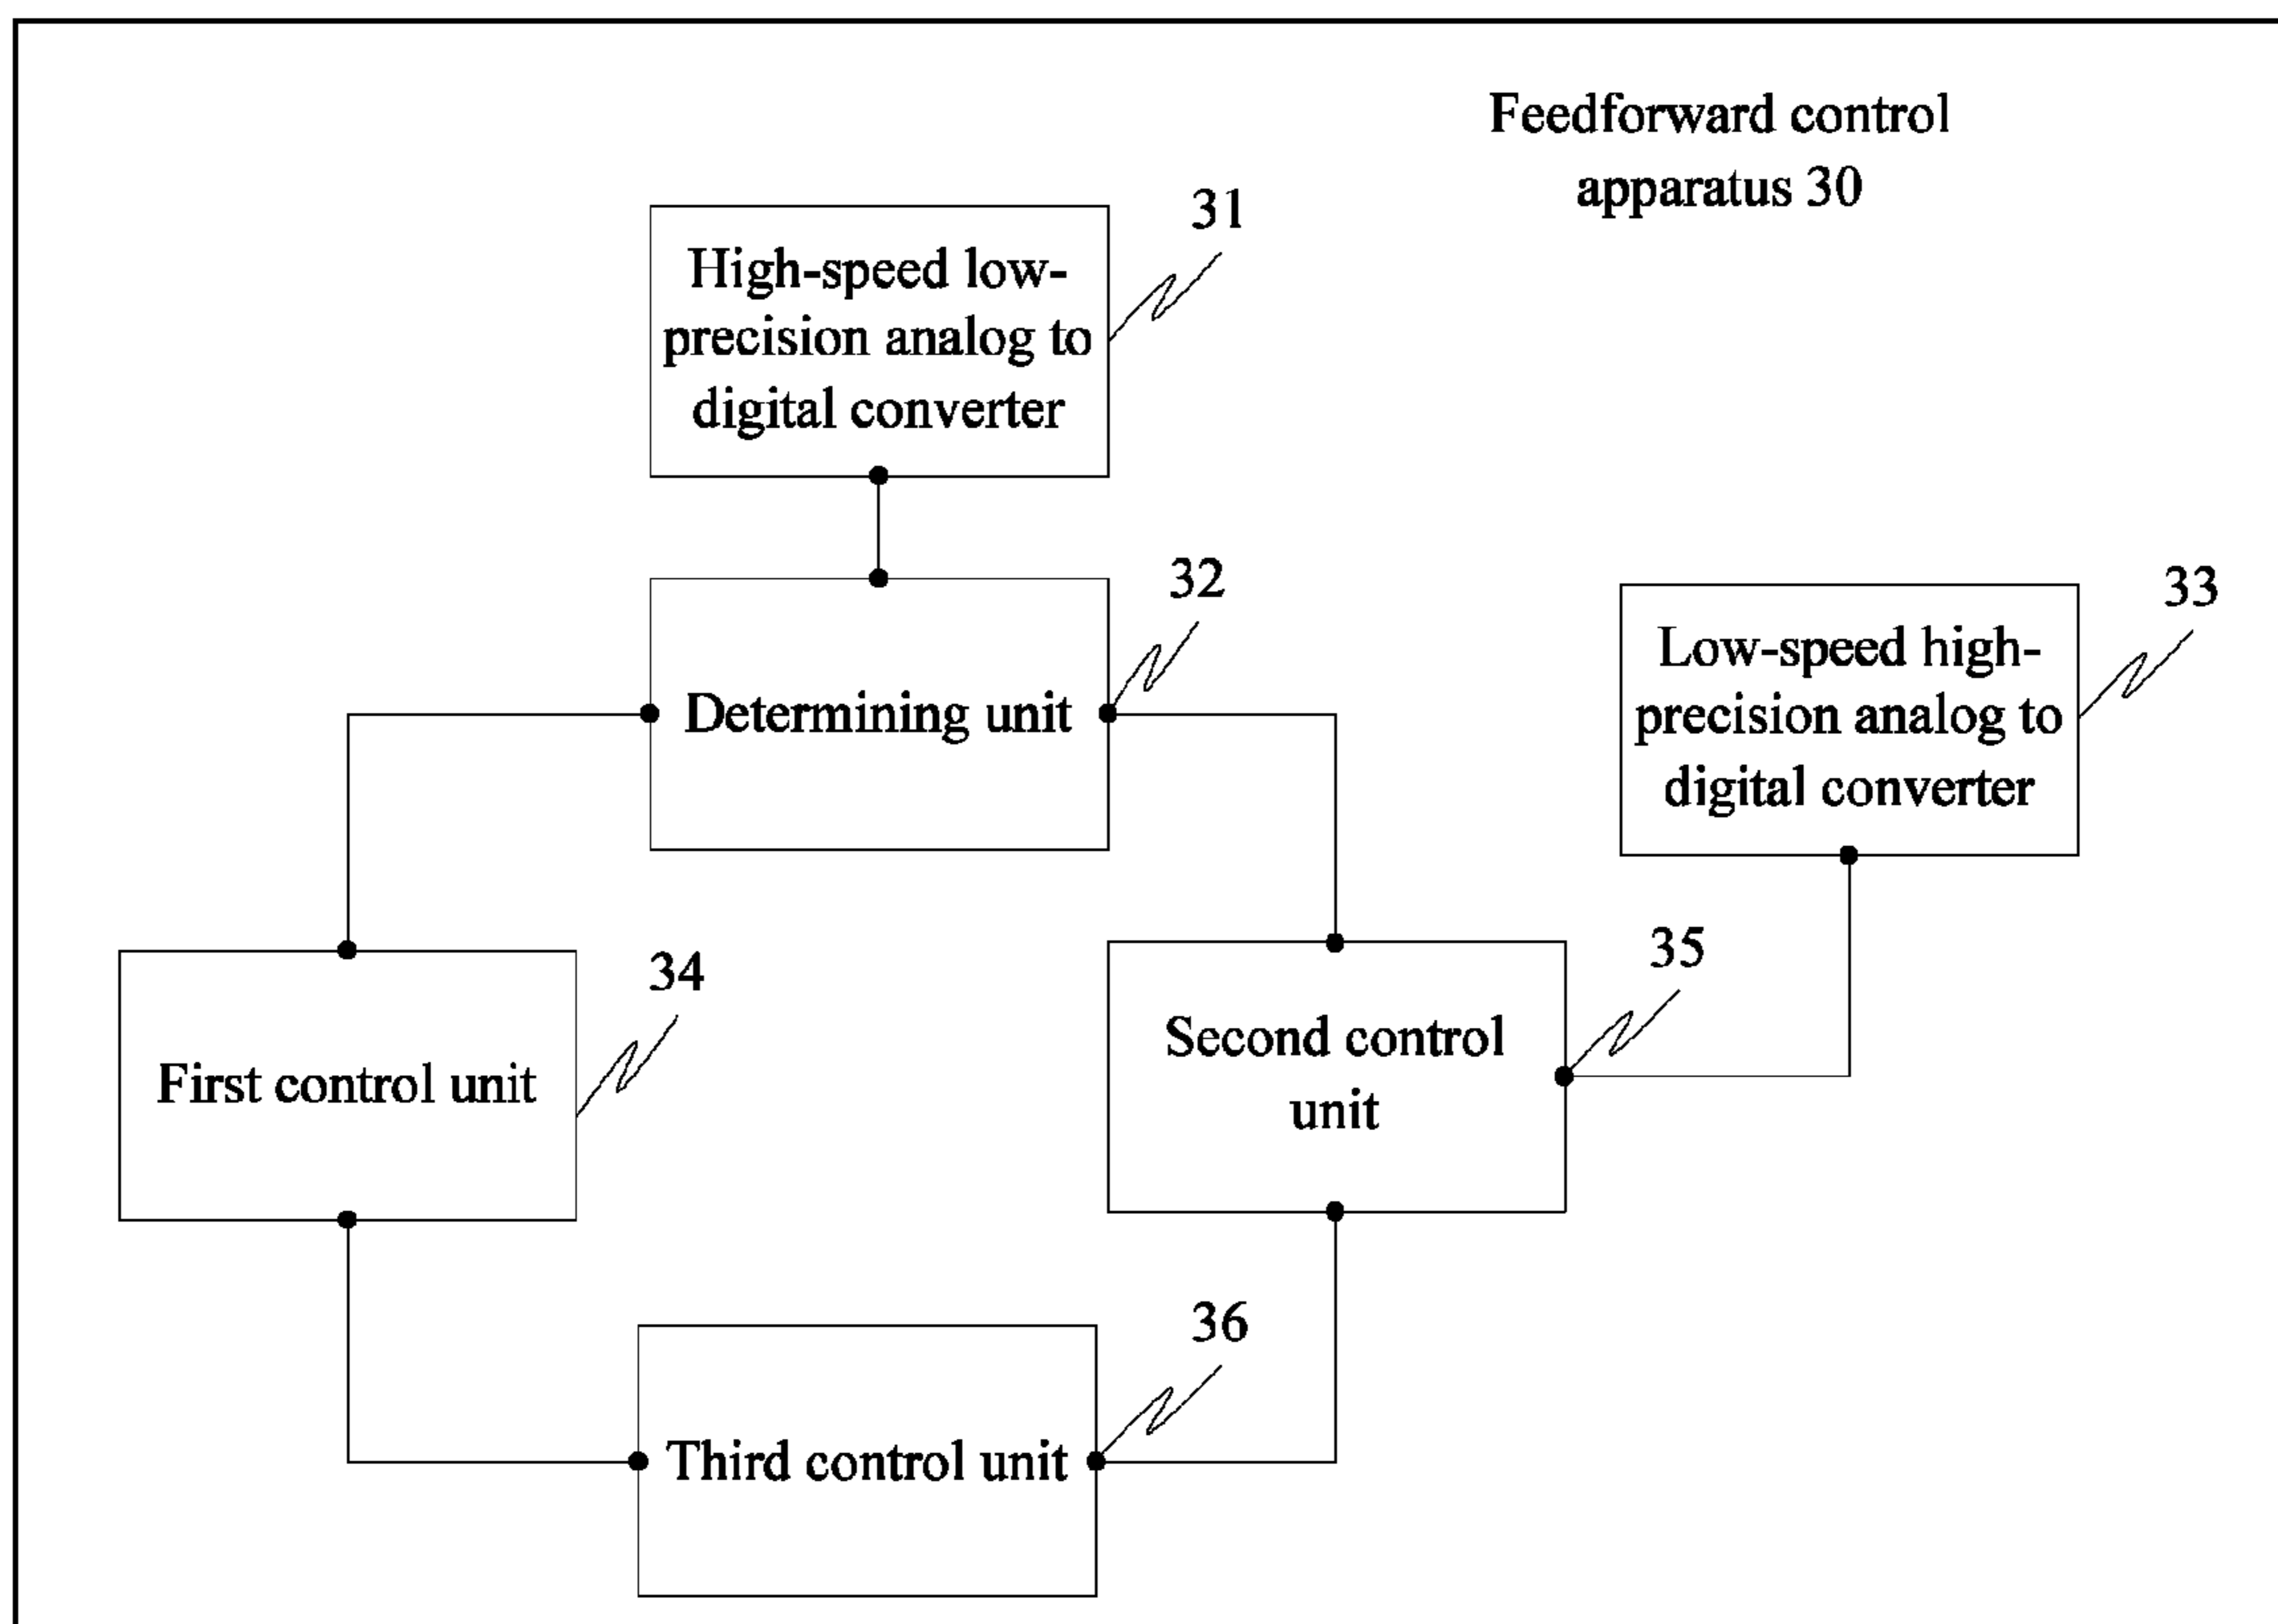 Feedforward control
apparatus 30
31
High-speed low-
precision analog to
digital converter
32
Determining unit
33
Low-speed high-
precision analog to
digital converter
34
First control unit
35
Second control
unit
36
Third control unit